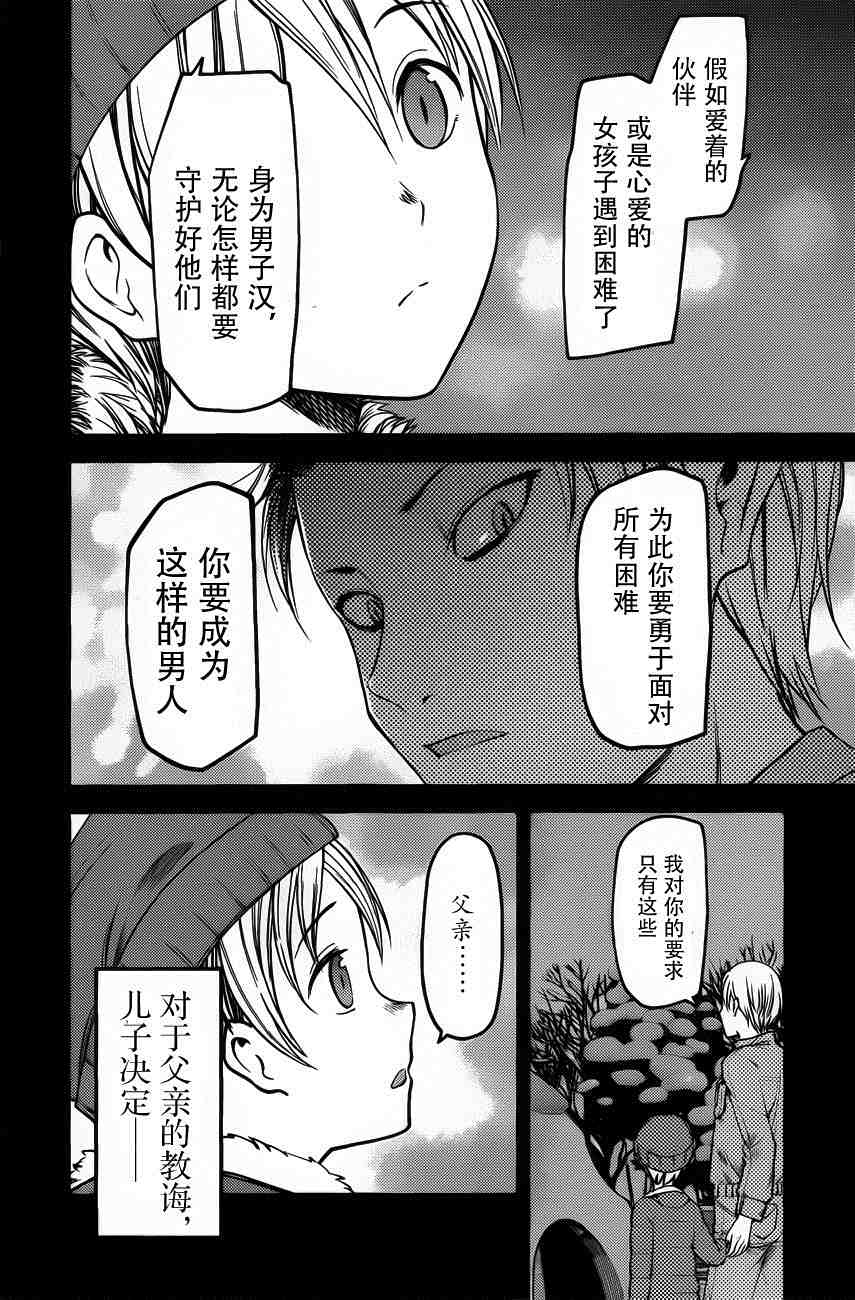 假如爱着的
伙伴
或是心爱的
女孩子遇到困难了
身为男子汉，
无论怎样都要
守护好他们
为此你要勇于面对
所有困难
你要成为
这样的男人
我对你的要求
只有这些
父亲……
对于父亲的教诲，
儿子决定——